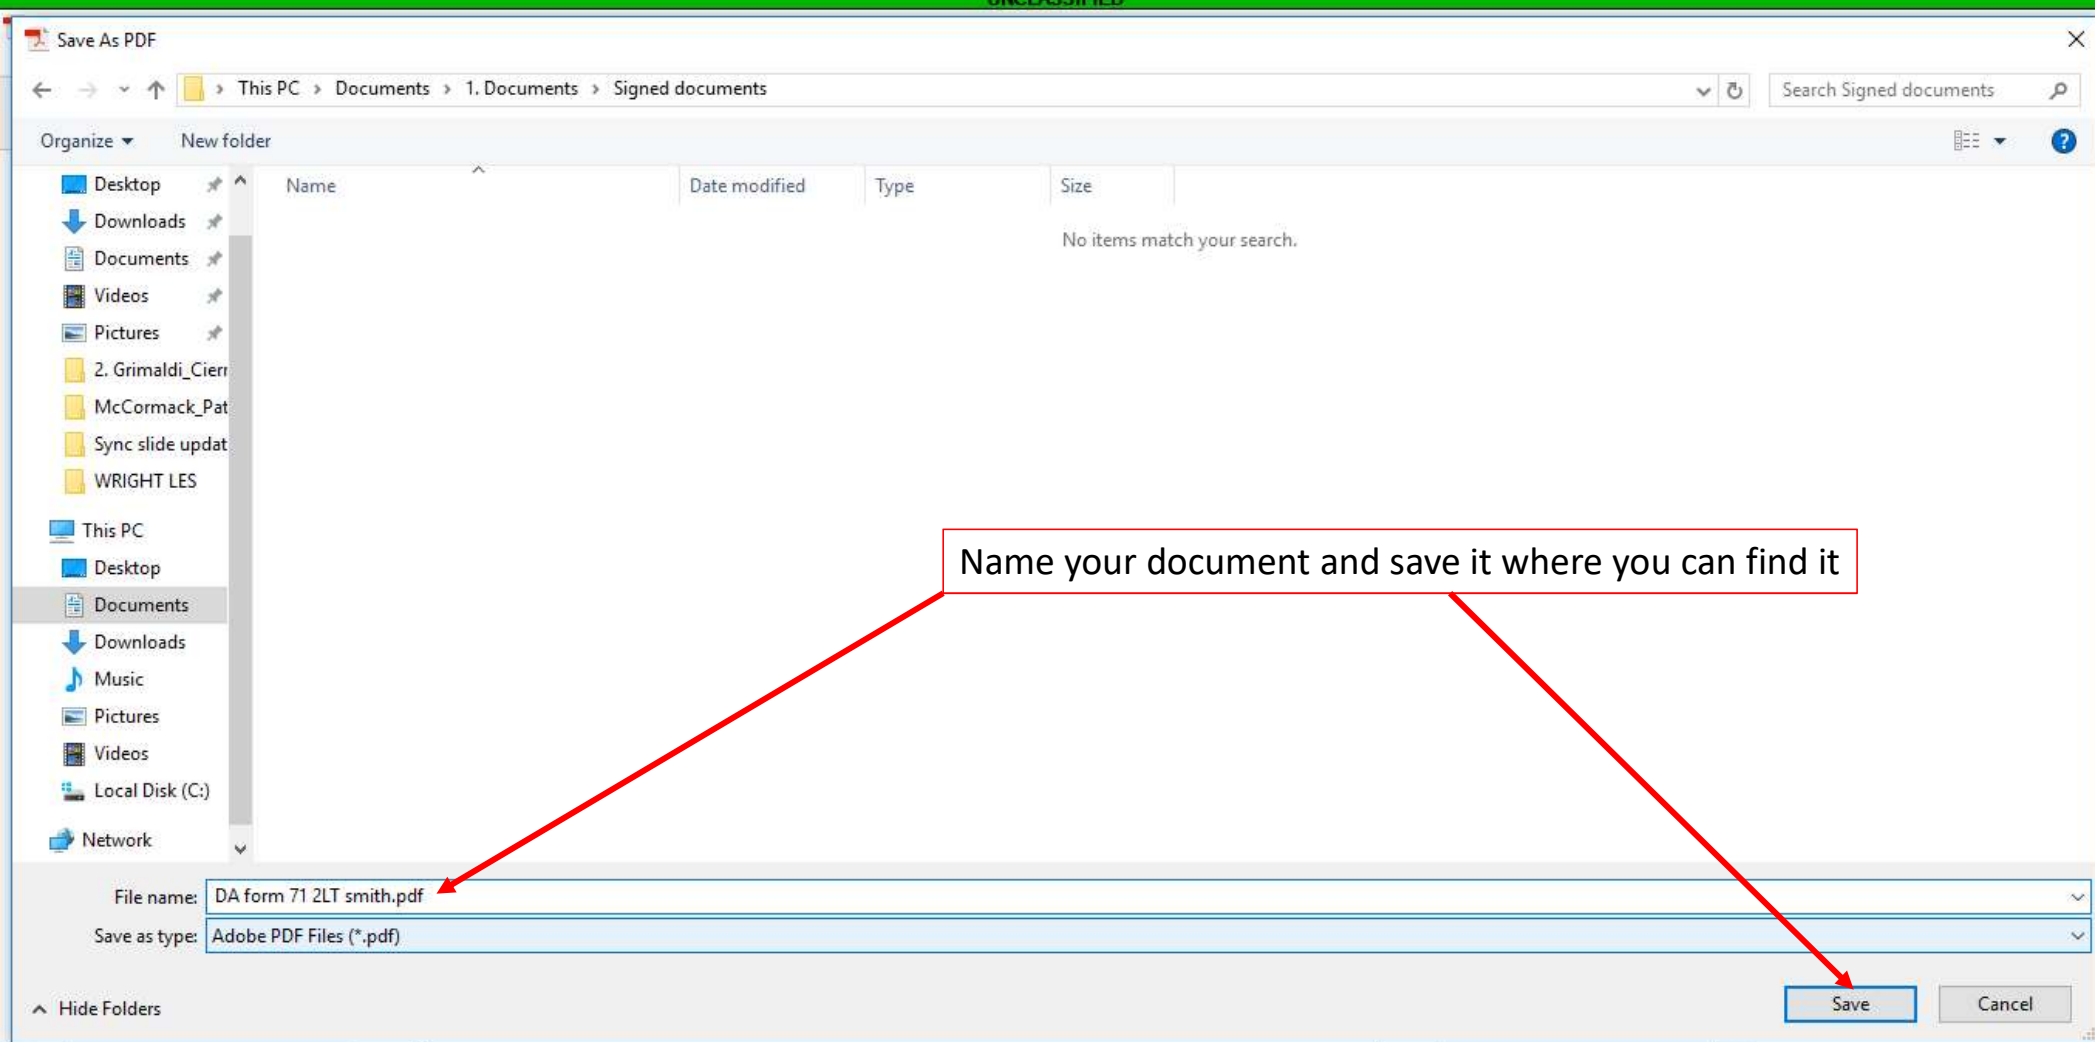 UNCLASSIFIED
Save As PDF
This PC > Documents > 1. Documents > Signed documents
Search Signed documents
Organize
New folder
Name
Date modified
Type
Size
No items match your search.
Desktop
Downloads
Documents
Videos
Pictures
2. Grimaldi_Cierr
McCormack_Pat
Sync slide updat
WRIGHT LES
This PC
Desktop
Documents
Downloads
Music
Pictures
Videos
Local Disk (C:)
Network
Name your document and save it where you can find it
File name: DA form 71 2LT smith.pdf
Save as type: Adobe PDF Files (*.pdf)
Hide Folders
Save
Cancel